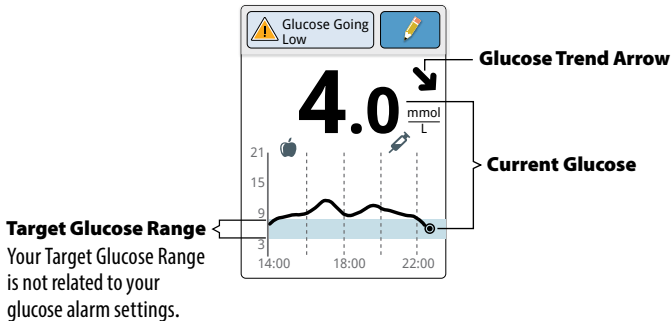 Glucose Going
Low
Glucose Trend Arrow
4.0 mmol
L
Current Glucose
21
15
9
3
14:00 18:00 22:00
Target Glucose Range
Your Target Glucose Range
is not related to your
glucose alarm settings.